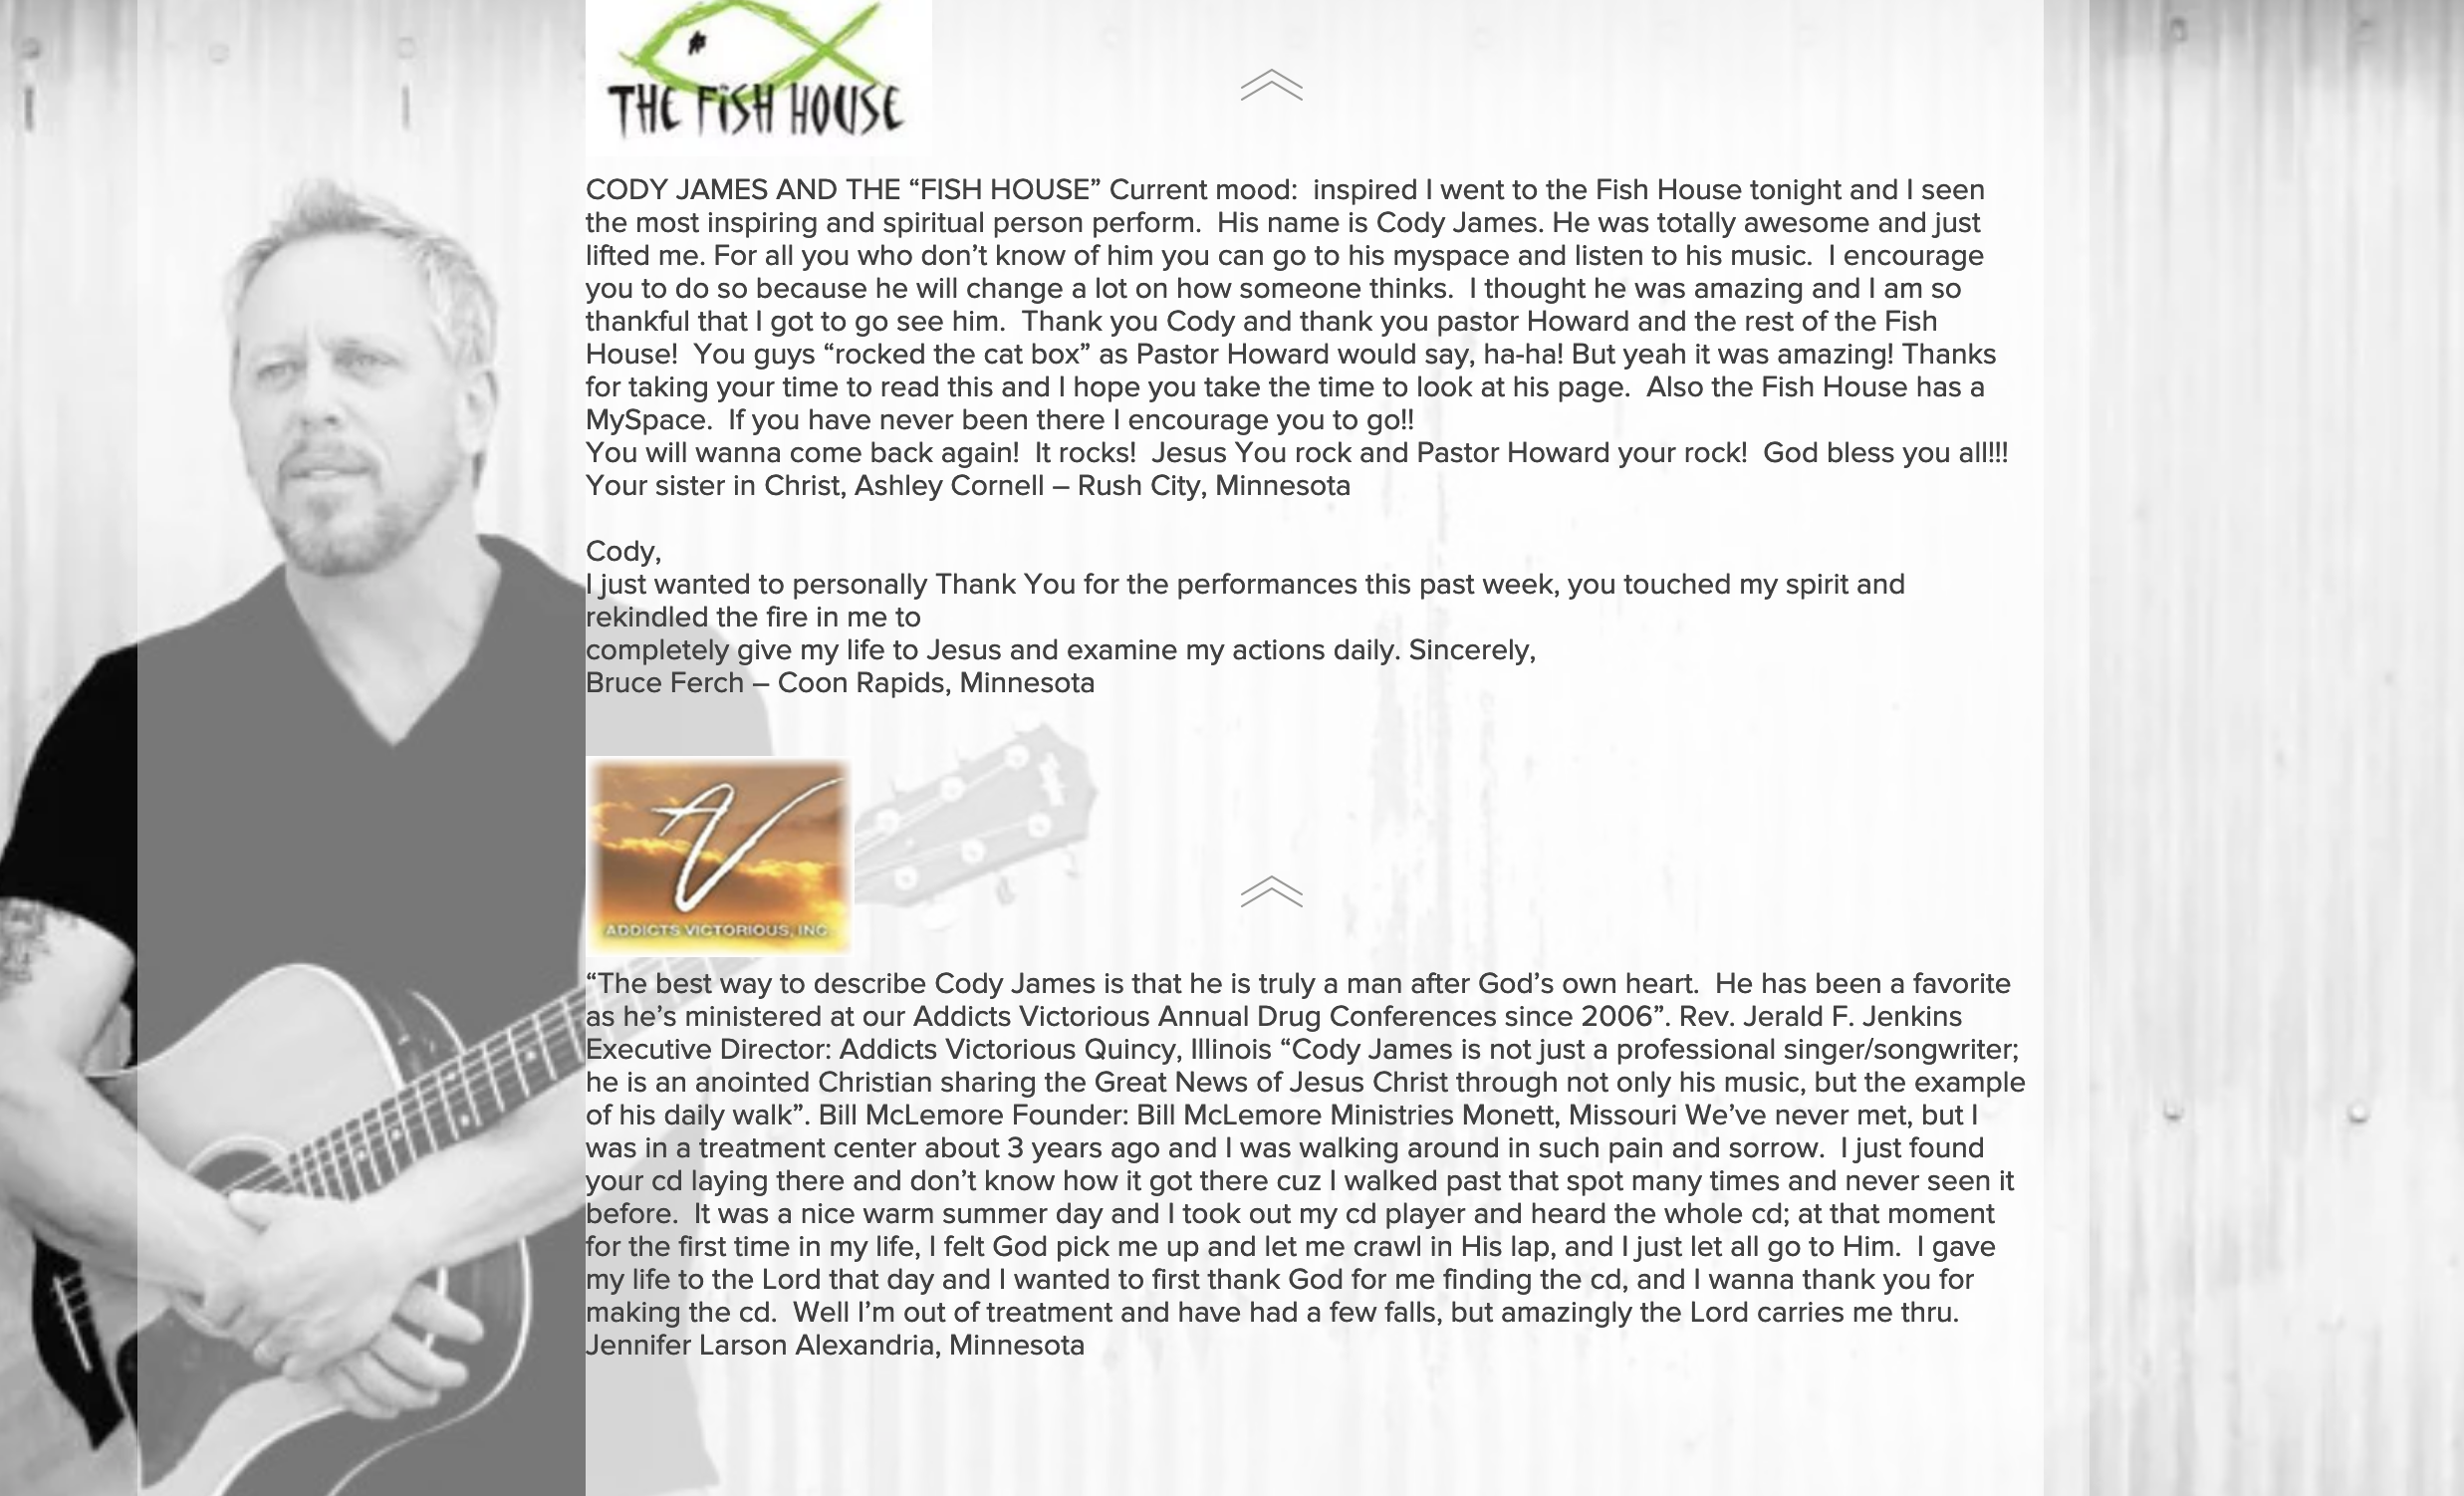 THE FiSH HOUSE
CODY JAMES AND THE “FISH HOUSE” Current mood:  inspired I went to the Fish House tonight and I seen
the most inspiring and spiritual person perform.  His name is Cody James. He was totally awesome and just
lifted me. For all you who don’t know of him you can go to his myspace and listen to his music.  I encourage
you to do so because he will change a lot on how someone thinks.  I thought he was amazing and I am so
thankful that I got to go see him.  Thank you Cody and thank you pastor Howard and the rest of the Fish
House!  You guys “rocked the cat box” as Pastor Howard would say, ha-ha! But yeah it was amazing! Thanks
for taking your time to read this and I hope you take the time to look at his page.  Also the Fish House has a
MySpace.  If you have never been there I encourage you to go!!
You will wanna come back again!  It rocks!  Jesus You rock and Pastor Howard your rock!  God bless you all!!!
Your sister in Christ, Ashley Cornell – Rush City, Minnesota
Cody,
I just wanted to personally Thank You for the performances this past week, you touched my spirit and
rekindled the fire in me to
completely give my life to Jesus and examine my actions daily. Sincerely,
Bruce Ferch – Coon Rapids, Minnesota
AV
ADDICTS VICTORIOUS, INC
“The best way to describe Cody James is that he is truly a man after God’s own heart.  He has been a favorite
as he’s ministered at our Addicts Victorious Annual Drug Conferences since 2006”. Rev. Jerald F. Jenkins
Executive Director: Addicts Victorious Quincy, Illinois “Cody James is not just a professional singer/songwriter;
he is an anointed Christian sharing the Great News of Jesus Christ through not only his music, but the example
of his daily walk”. Bill McLemore Founder: Bill McLemore Ministries Monett, Missouri We’ve never met, but I
was in a treatment center about 3 years ago and I was walking around in such pain and sorrow.  I just found
your cd laying there and don’t know how it got there cuz I walked past that spot many times and never seen it
before.  It was a nice warm summer day and I took out my cd player and heard the whole cd; at that moment
for the first time in my life, I felt God pick me up and let me crawl in His lap, and I just let all go to Him.  I gave
my life to the Lord that day and I wanted to first thank God for me finding the cd, and I wanna thank you for
making the cd.  Well I’m out of treatment and have had a few falls, but amazingly the Lord carries me thru.
Jennifer Larson Alexandria, Minnesota